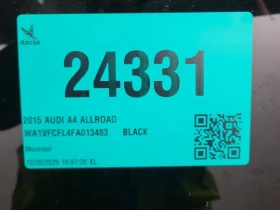 24331
2015 AUDI A4 ALLROAD
WA1VFCFL4FA013483 BLACK
Montreal